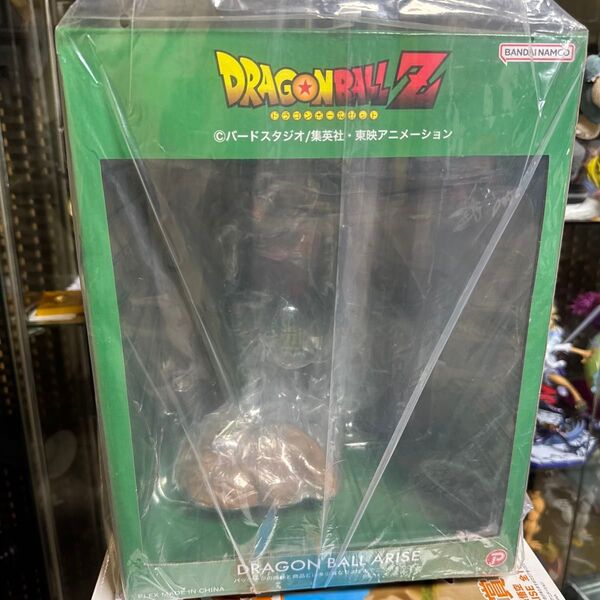 BANDAI NAMCO
DRAGONBALL Z
ドラゴンボールゼット
©バードスタジオ/集英社・東映アニメーション
DRAGON BALL ARISE
PLEX MADE IN CHINA